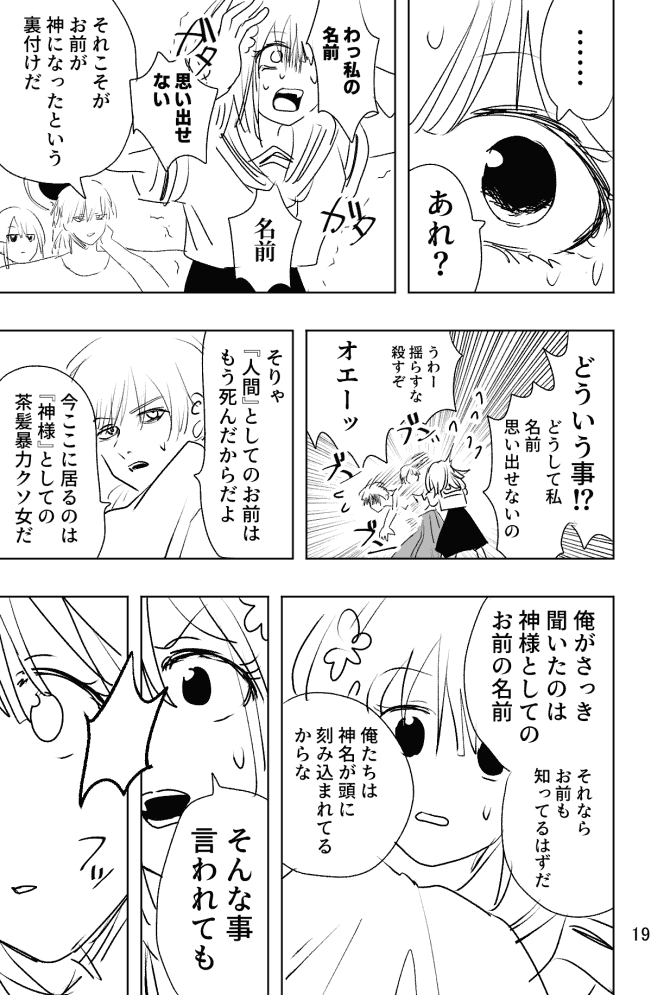 ……
あれ?
わっ私の
名前
思い出せ
ない
名前
ガタ
ガタ
それこそが
お前が
神になったという
裏付けだ
どういう事!?
どうして私
名前
思い出せないの
うわー
揺らすな
殺すぞ
オエーッ
ブンッ
ブンッ
ブンッ
そりゃ
『人間』としてのお前は
もう死んだからだよ
今ここに居るのは
『神様』としての
茶髪暴力クソ女だ
俺がさっき
聞いたのは
神様としての
お前の名前
それなら
お前も
知ってるはずだ
俺たちは
神名が頭に
刻み込まれてる
からな
そんな事
言われても
19